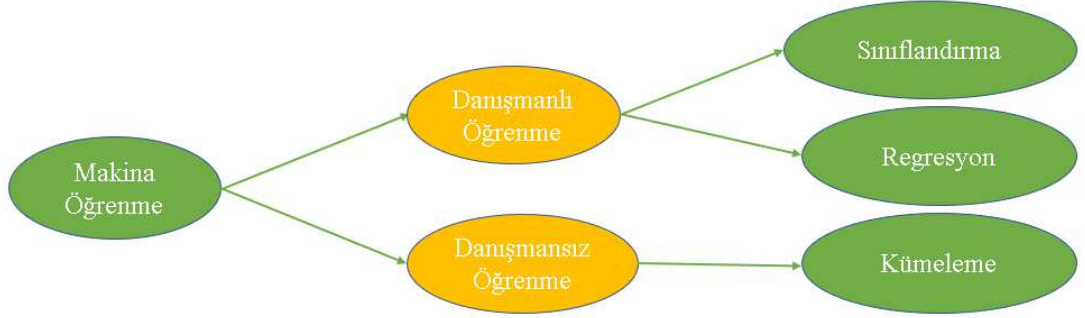 Makina
Öğrenme
Danışmanlı
Öğrenme
Danışmansız
Öğrenme
Sınıflandırma
Regresyon
Kümeleme